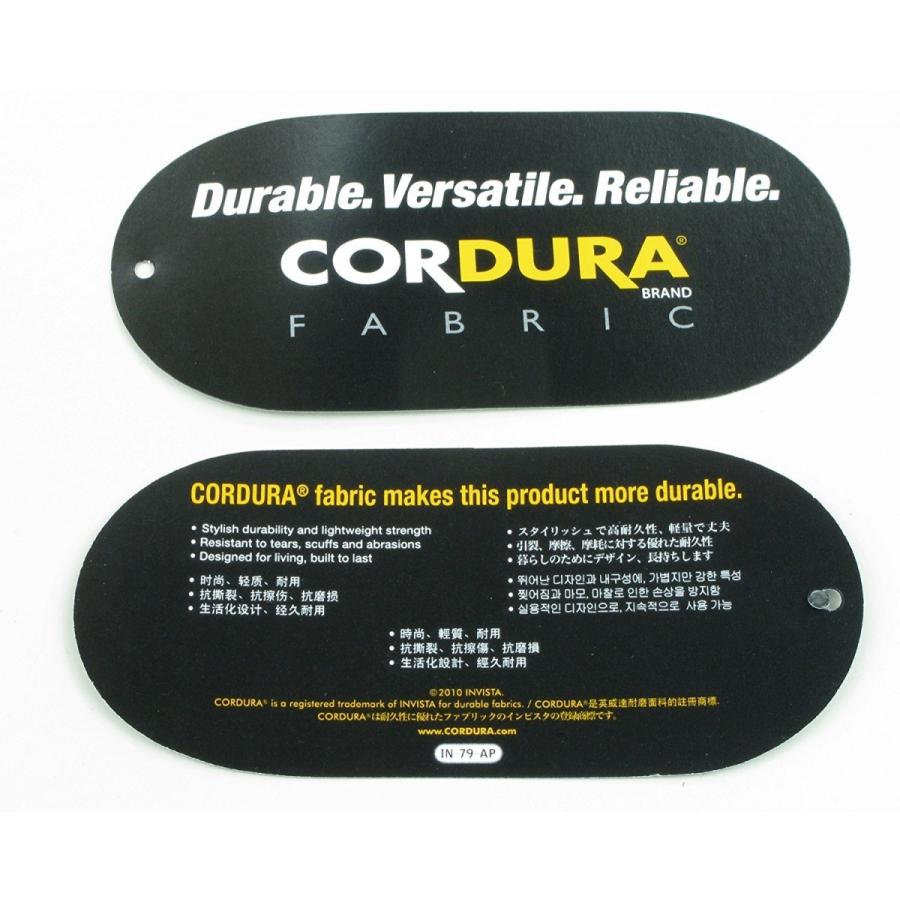 Durable. Versatile. Reliable.
CORDURA®
BRAND
FABRIC
CORDURA® fabric makes this product more durable.
• Stylish durability and lightweight strength
• Resistant to tears, scuffs and abrasions
• Designed for living, built to last
• スタイリッシュで高耐久性、軽量で丈夫
• 引裂、摩擦、摩耗に対する優れた耐久性
• 暮らしのためにデザイン、長持ちします
• 时尚、轻质、耐用
• 抗撕裂、抗擦伤、抗磨损
• 生活化设计、经久耐用
• 뛰어난 디자인과 내구성에, 가볍지만 강한 특성
• 찢어짐과 마모, 마찰로 인한 손상을 방지함
• 실용적인 디자인으로, 지속적으로 사용 가능
• 時尚、輕質、耐用
• 抗撕裂、抗擦傷、抗磨損
• 生活化設計、經久耐用
©2010 INVISTA.
CORDURA® is a registered trademark of INVISTA for durable fabrics. / CORDURA®是英威達耐磨面料的註冊商標.
CORDURA®は耐久性に優れたファブリックのインビスタの登録商標です。
www.CORDURA.com
IN 79 AP